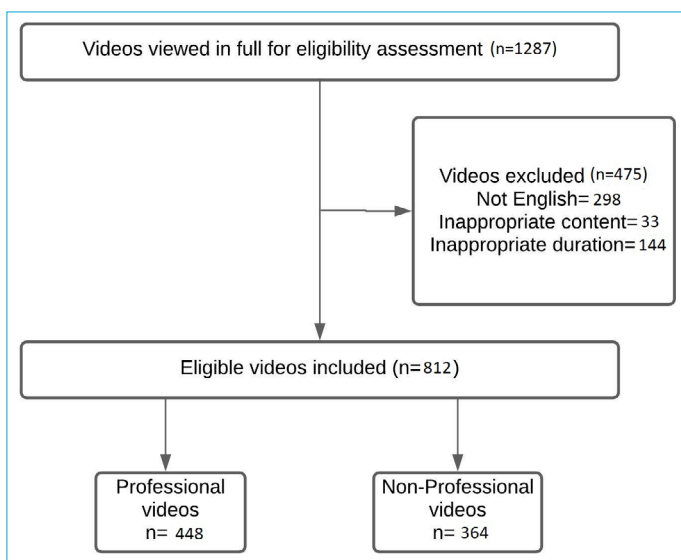 Videos viewed in full for eligibility assessment (n=1287)
Videos excluded (n=475)
Not English= 298
Inappropriate content= 33
Inappropriate duration= 144
Eligible videos included (n=812)
Professional
videos
n= 448
Non-Professional
videos
n= 364